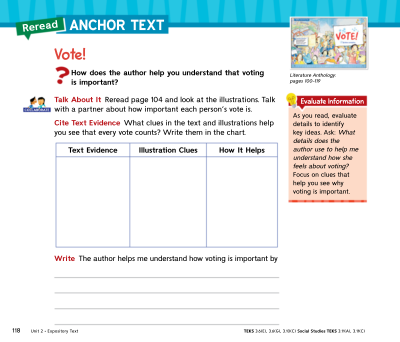 Reread ANCHOR TEXT
Vote!
? How does the author help you understand that voting
is important?
Talk About It Reread page 104 and look at the illustrations. Talk
with a partner about how important each person's vote is.
COLLABORATE
Cite Text Evidence What clues in the text and illustrations help
you see that every vote counts? Write them in the chart.
Text Evidence Illustration Clues How It Helps
Write The author helps me understand how voting is important by
VOTE!
Literature Anthology:
pages 100–119
Evaluate Information
As you read, evaluate
details to identify
key ideas. Ask: What
details does the
author use to help me
understand how she
feels about voting?
Focus on clues that
help you see why
voting is important.
118 Unit 2 • Expository Text
TEKS 3.6(E), 3.6(G), 3.10(C) Social Studies TEKS 3.9(A), 3.9(C)